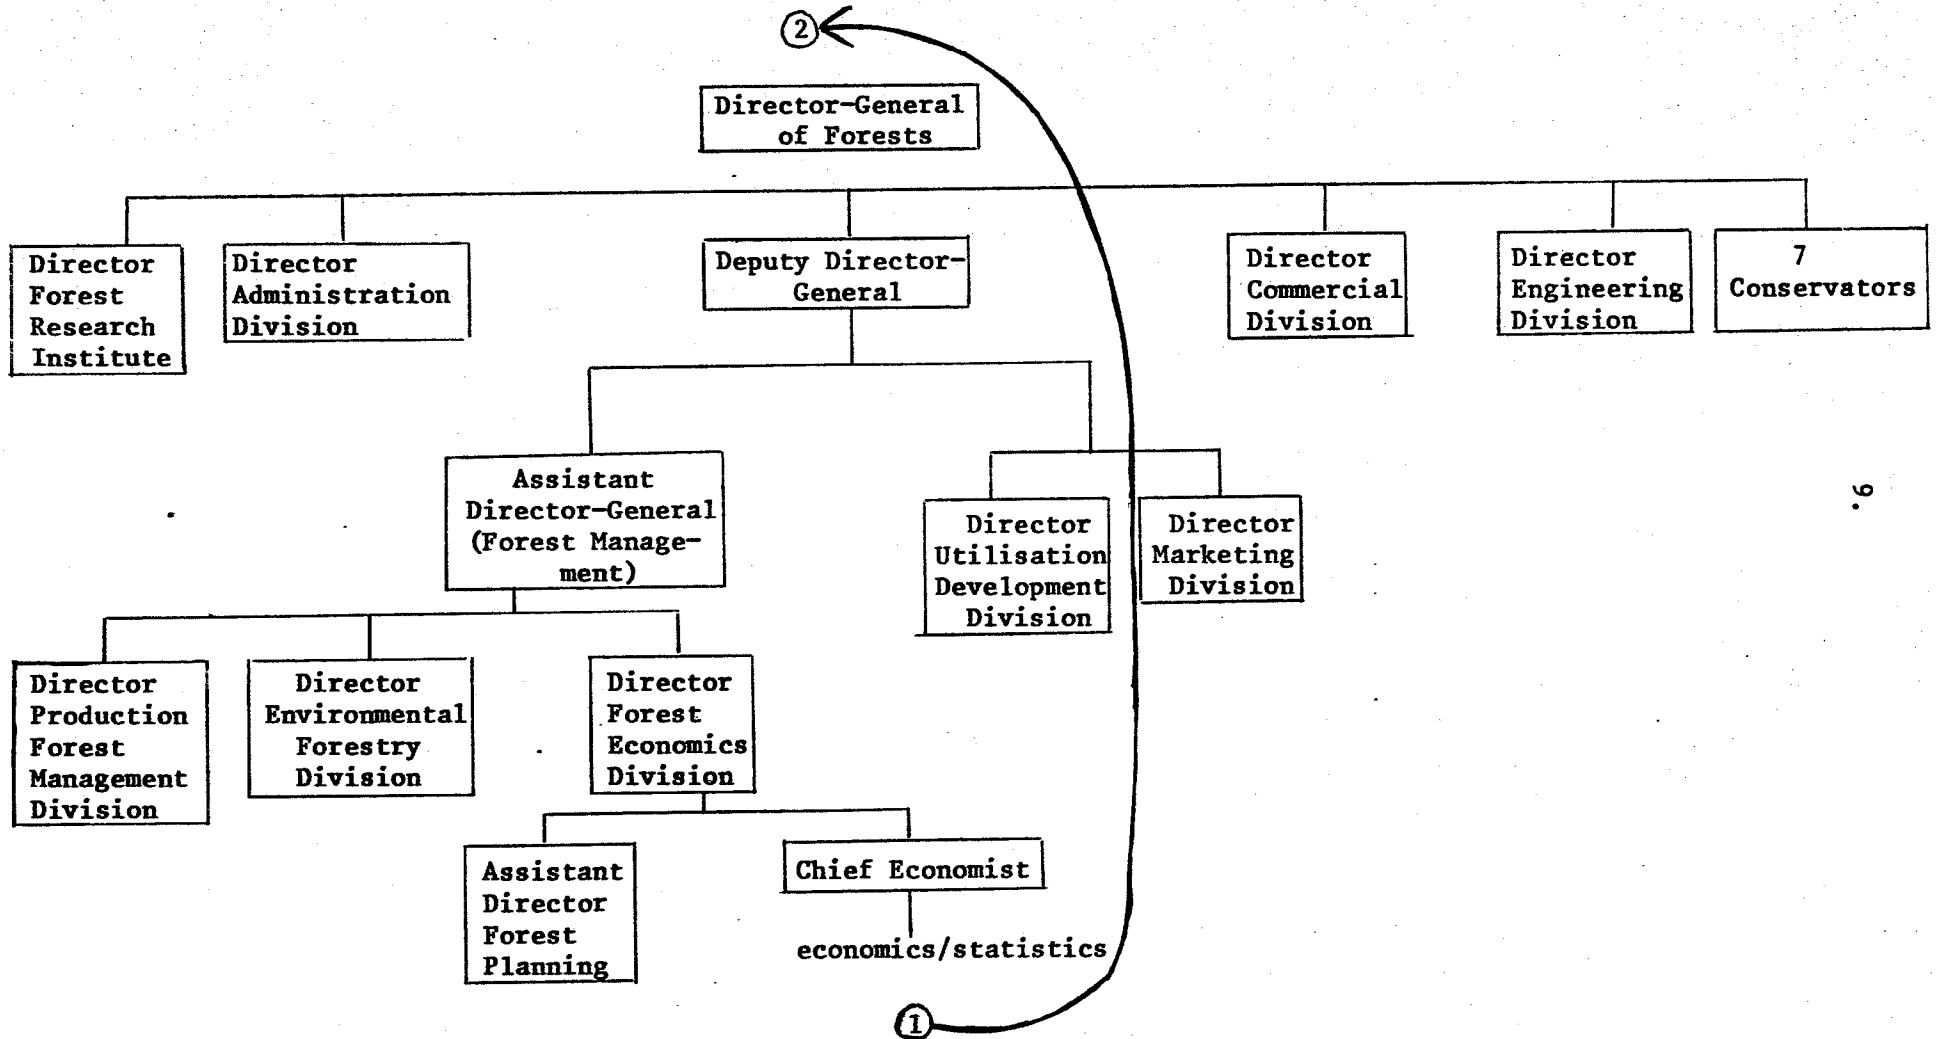 2
Director-General
of Forests
Director
Forest
Research
Institute
Director
Administration
Division
Deputy Director-
General
Director
Commercial
Division
Director
Engineering
Division
7
Conservators
Assistant
Director-General
(Forest Manage-
ment)
Director
Utilisation
Development
Division
Director
Marketing
Division
9.
Director
Production
Forest
Management
Division
Director
Environmental
Forestry
Division
Director
Forest
Economics
Division
Assistant
Director
Forest
Planning
Chief Economist
economics/statistics
1